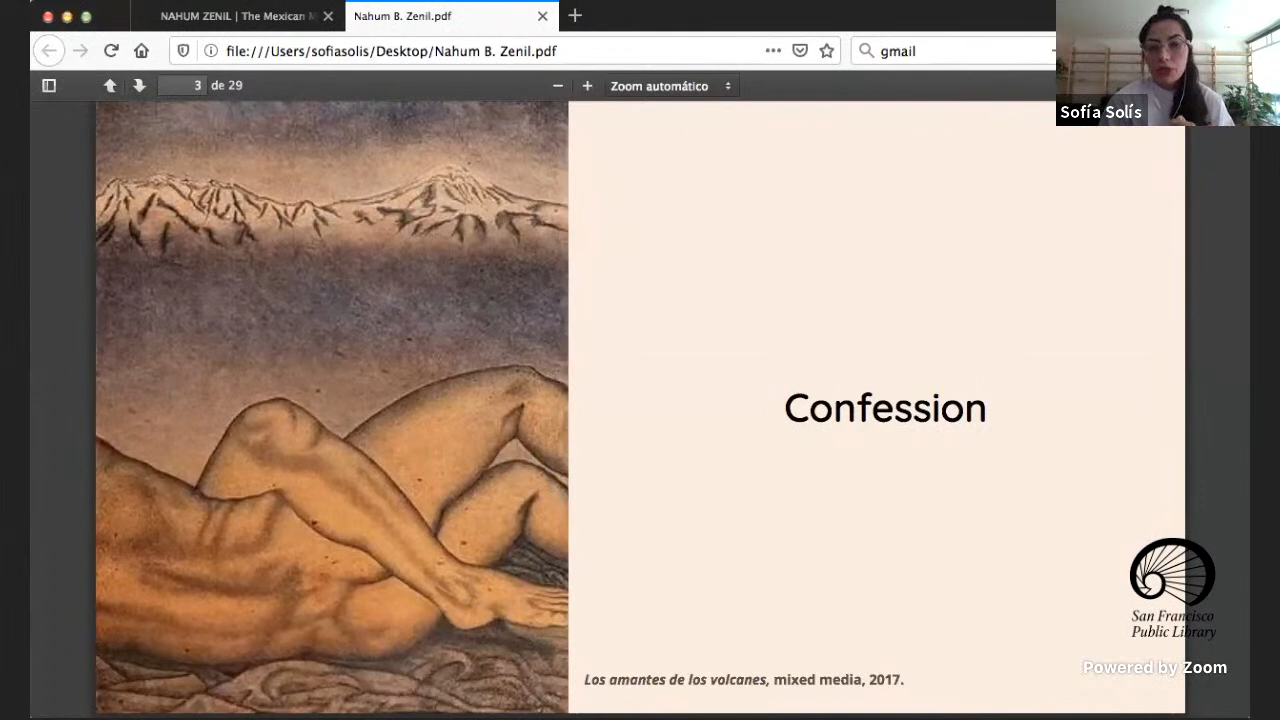 NAHUM ZENIL | The Mexican M
Nahum B. Zenil.pdf
file:///Users/sofiasolis/Desktop/Nahum B. Zenil.pdf
gmail
3 de 29
Zoom automático
Sofía Solís
Confession
San Francisco
Public Library
Powered by Zoom
Los amantes de los volcanes, mixed media, 2017.